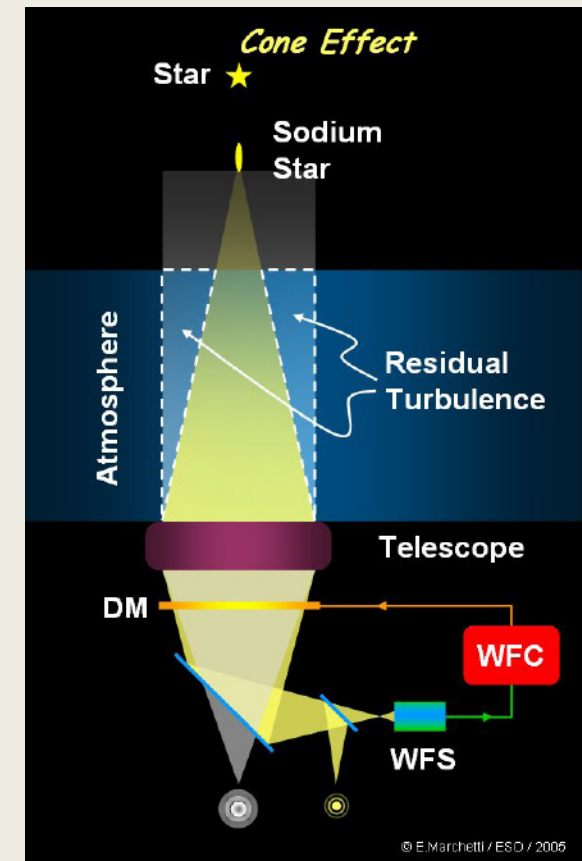 Cone Effect
Star
Sodium
Star
Atmosphere
Residual
Turbulence
Telescope
DM
WFC
WFS
© E.Marchetti / ESO / 2005